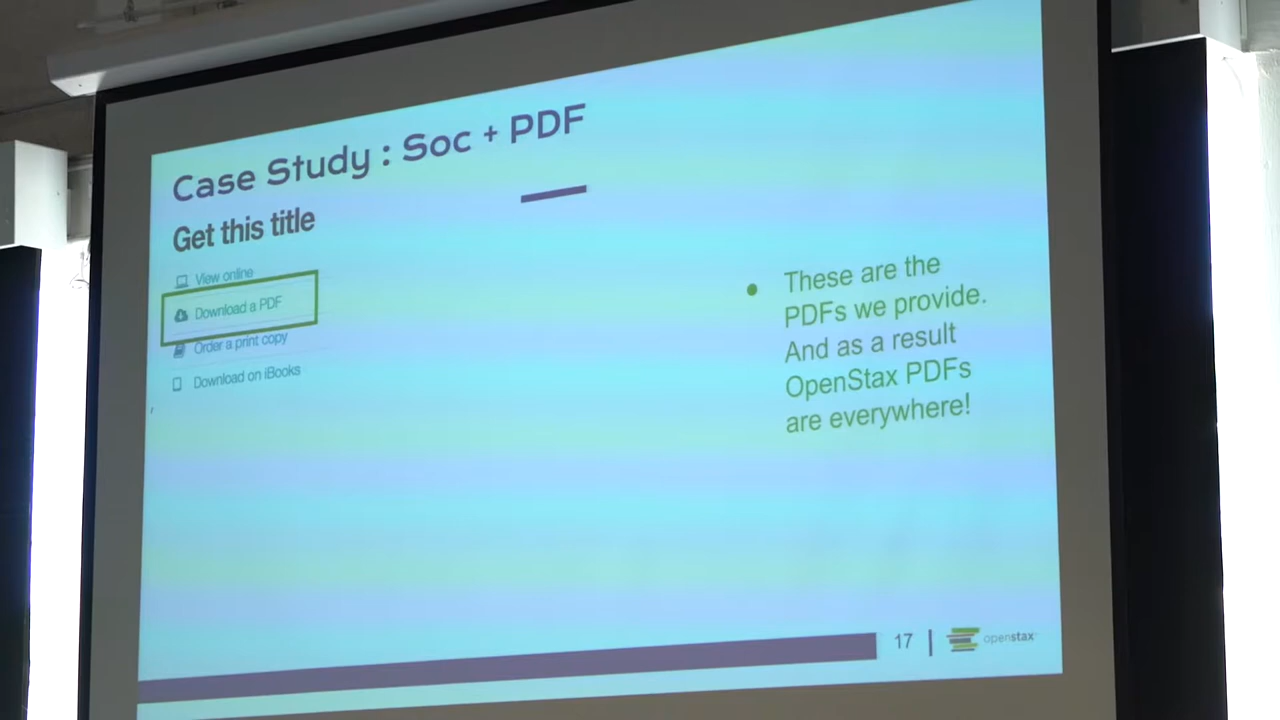 Case Study : Soc + PDF
Get this title
View online
Download a PDF
Order a print copy
Download on iBooks
• These are the
PDFs we provide.
And as a result
OpenStax PDFs
are everywhere!
17
openstax